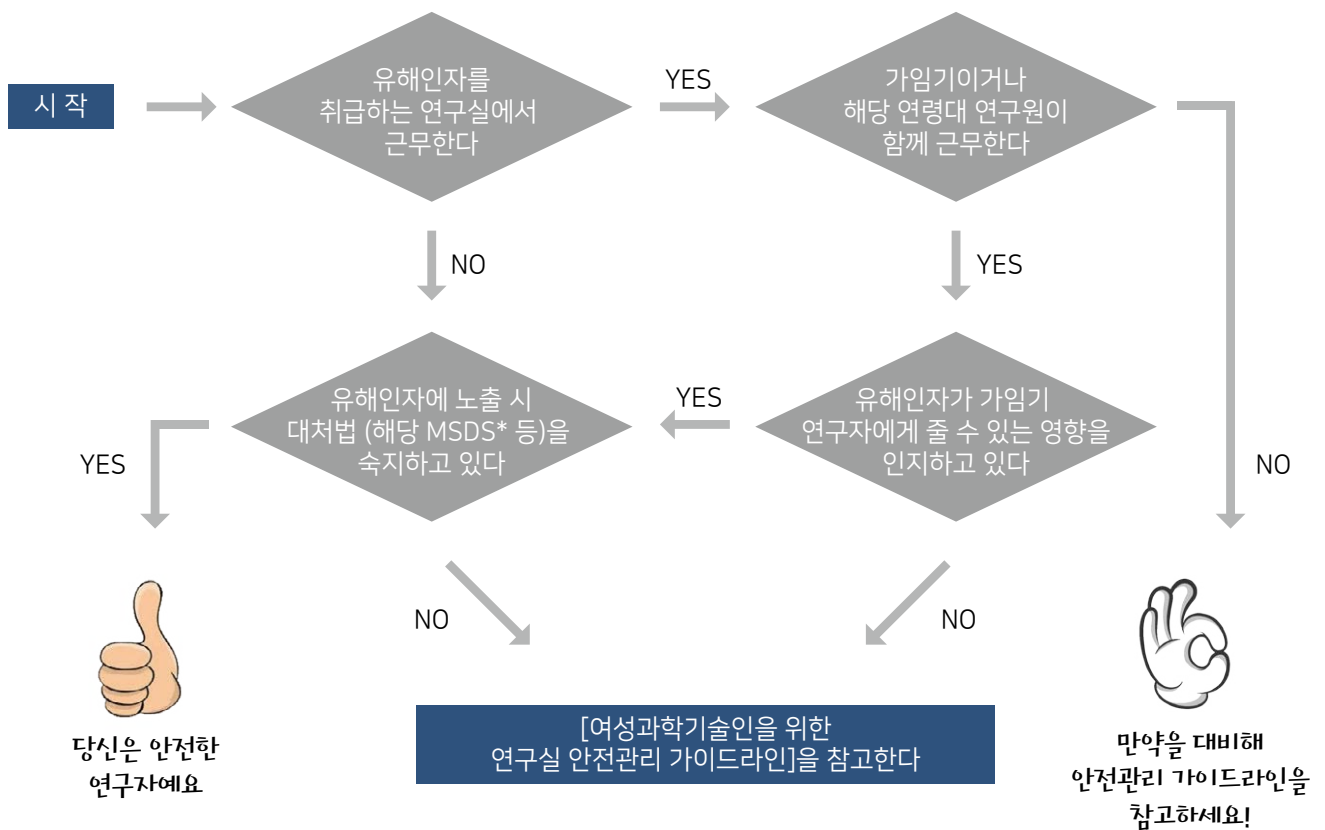 시 작
유해인자를
취급하는 연구실에서
근무한다
YES
가임기이거나
해당 연령대 연구원이
함께 근무한다
NO
YES
유해인자에 노출 시
대처법 (해당 MSDS* 등)을
숙지하고 있다
YES
유해인자가 가임기
연구자에게 줄 수 있는 영향을
인지하고 있다
YES
NO
NO
NO
당신은 안전한
연구자예요
[여성과학기술인을 위한
연구실 안전관리 가이드라인]을 참고한다
만약을 대비해
안전관리 가이드라인을
참고하세요!